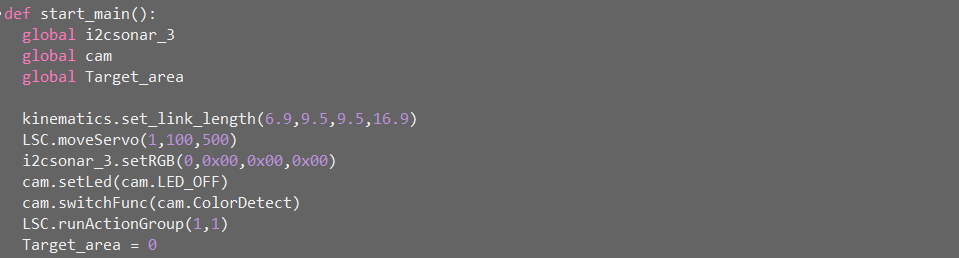 def start_main():
  global i2csonar_3
  global cam
  global Target_area

  kinematics.set_link_length(6.9,9.5,9.5,16.9)
  LSC.moveServo(1,100,500)
  i2csonar_3.setRGB(0,0x00,0x00,0x00)
  cam.setLed(cam.LED_OFF)
  cam.switchFunc(cam.ColorDetect)
  LSC.runActionGroup(1,1)
  Target_area = 0